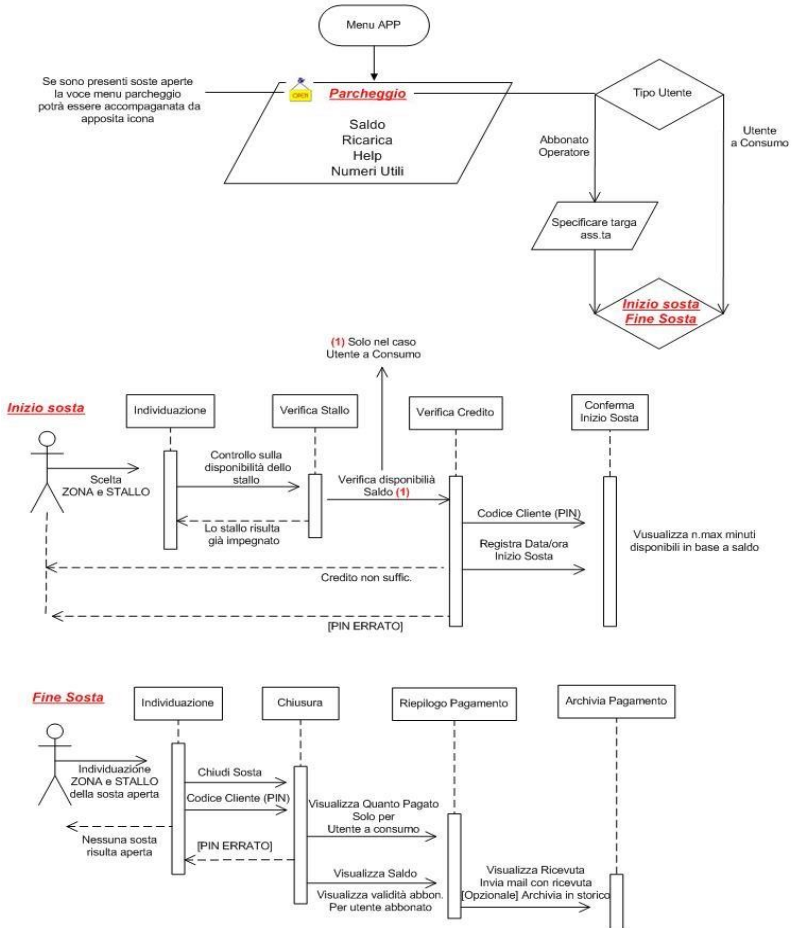 Menu APP
Se sono presenti soste aperte
la voce menu parcheggio
potrà essere accompaganata da
apposita icona
OPEN
Parcheggio
Saldo
Ricarica
Help
Numeri Utili
Tipo Utente
Abbonato
Operatore
Utente
a Consumo
Specificare targa
ass.ta
Inizio sosta
Fine Sosta
(1) Solo nel caso
Utente a Consumo
Inizio sosta
Individuazione
Verifica Stallo
Verifica Credito
Conferma
Inizio Sosta
Scelta
ZONA e STALLO
Controllo sulla
disponibilità dello
stallo
Lo stallo risulta
già impegnato
Verifica disponibilià
Saldo (1)
Codice Cliente (PIN)
Registra Data/ora
Inizio Sosta
Vusualizza n.max minuti
disponibili in base a saldo
Credito non suffic.
[PIN ERRATO]
Fine Sosta
Individuazione
Chiusura
Riepilogo Pagamento
Archivia Pagamento
Individuazione
ZONA e STALLO
della sosta aperta
Nessuna sosta
risulta aperta
Chiudi Sosta
Codice Cliente (PIN)
[PIN ERRATO]
Visualizza Quanto Pagato
Solo per
Utente a consumo
Visualizza Saldo
Visualizza validità abbon.
Per utente abbonato
Visualizza Ricevuta
Invia mail con ricevuta
[Opzionale] Archivia in storico